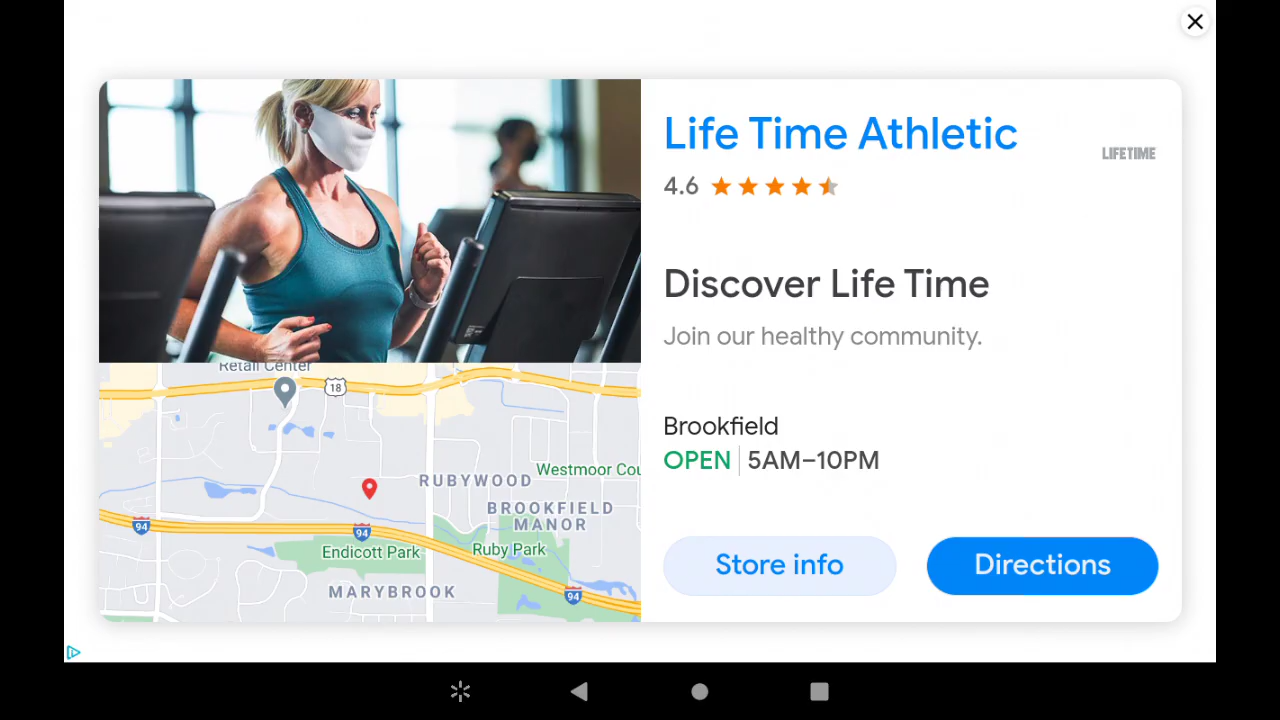 Life Time Athletic
LIFETIME
4.6
Discover Life Time
Join our healthy community.
Brookfield
OPEN 5AM–10PM
Store info
Directions
Retail Center
18
RUBYWOOD
Westmoor Cou
BROOKFIELD
MANOR
94
94
Endicott Park
Ruby Park
MARYBROOK
94